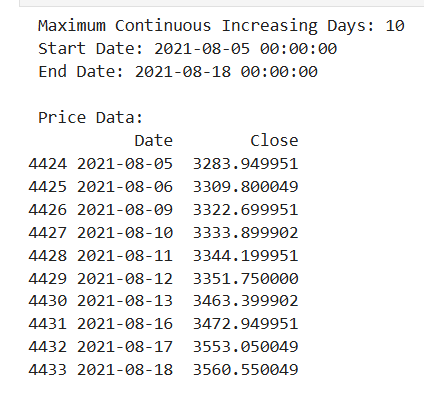 Maximum Continuous Increasing Days: 10
Start Date: 2021-08-05 00:00:00
End Date: 2021-08-18 00:00:00
Price Data:
Date Close
4424 2021-08-05 3283.949951
4425 2021-08-06 3309.800049
4426 2021-08-09 3322.699951
4427 2021-08-10 3333.899902
4428 2021-08-11 3344.199951
4429 2021-08-12 3351.750000
4430 2021-08-13 3463.399902
4431 2021-08-16 3472.949951
4432 2021-08-17 3553.050049
4433 2021-08-18 3560.550049